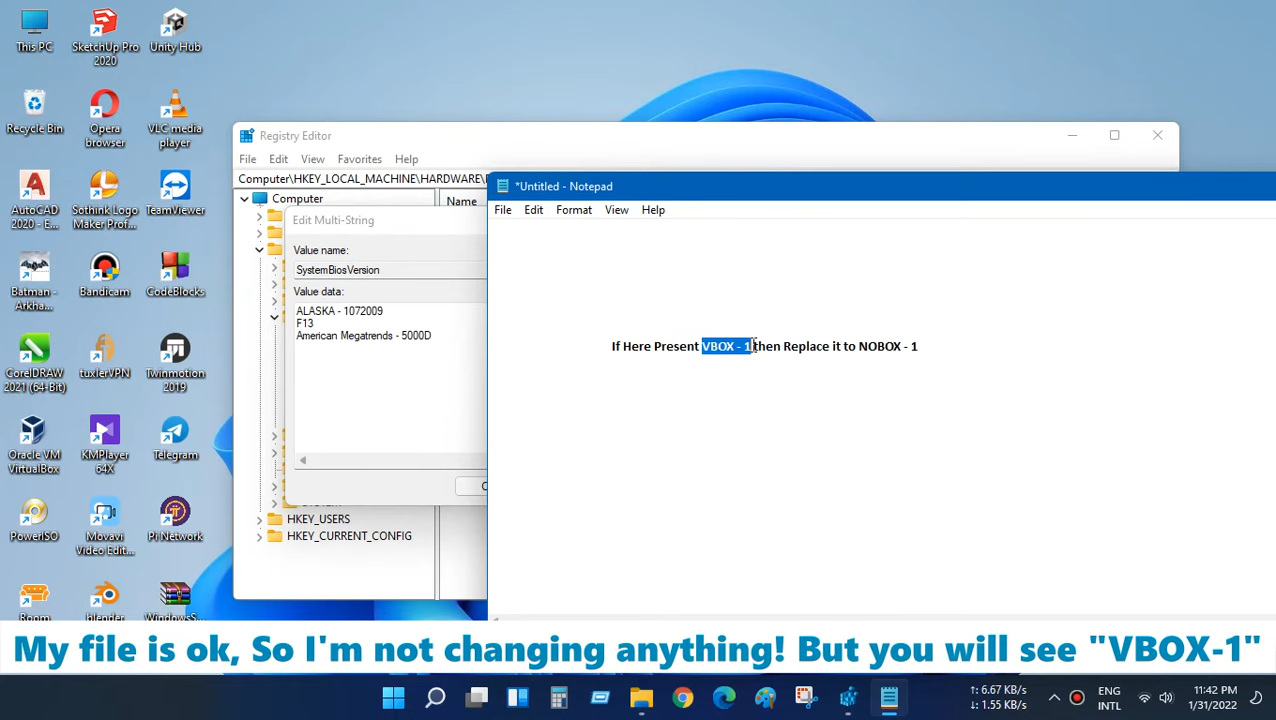 This PC
SketchUp Pro 2020
Unity Hub
Recycle Bin
Opera browser
VLC media player
AutoCAD 2020 - E...
Sothink Logo Maker Prof...
TeamViewer
Batman - Arkha...
Bandicam
CodeBlocks
CorelDRAW 2021 (64-Bit)
tuxlerVPN
Twinmotion 2019
Oracle VM VirtualBox
KMPlayer 64X
Telegram
PowerISO
Movavi Video Edit...
Pi Network
Room
blender
WindowsS...
Registry Editor
File Edit View Favorites Help
Computer\HKEY_LOCAL_MACHINE\HARDWARE\
Computer
Name
HKEY_USERS
HKEY_CURRENT_CONFIG
Edit Multi-String
Value name:
SystemBiosVersion
Value data:
ALASKA - 1072009
F13
American Megatrends - 5000D
*Untitled - Notepad
File Edit Format View Help
If Here Present VBOX - 1 then Replace it to NOBOX - 1
My file is ok, So I'm not changing anything! But you will see "VBOX-1"
↑: 6.67 KB/s
↓: 1.55 KB/s
ENG
INTL
11:42 PM
1/31/2022